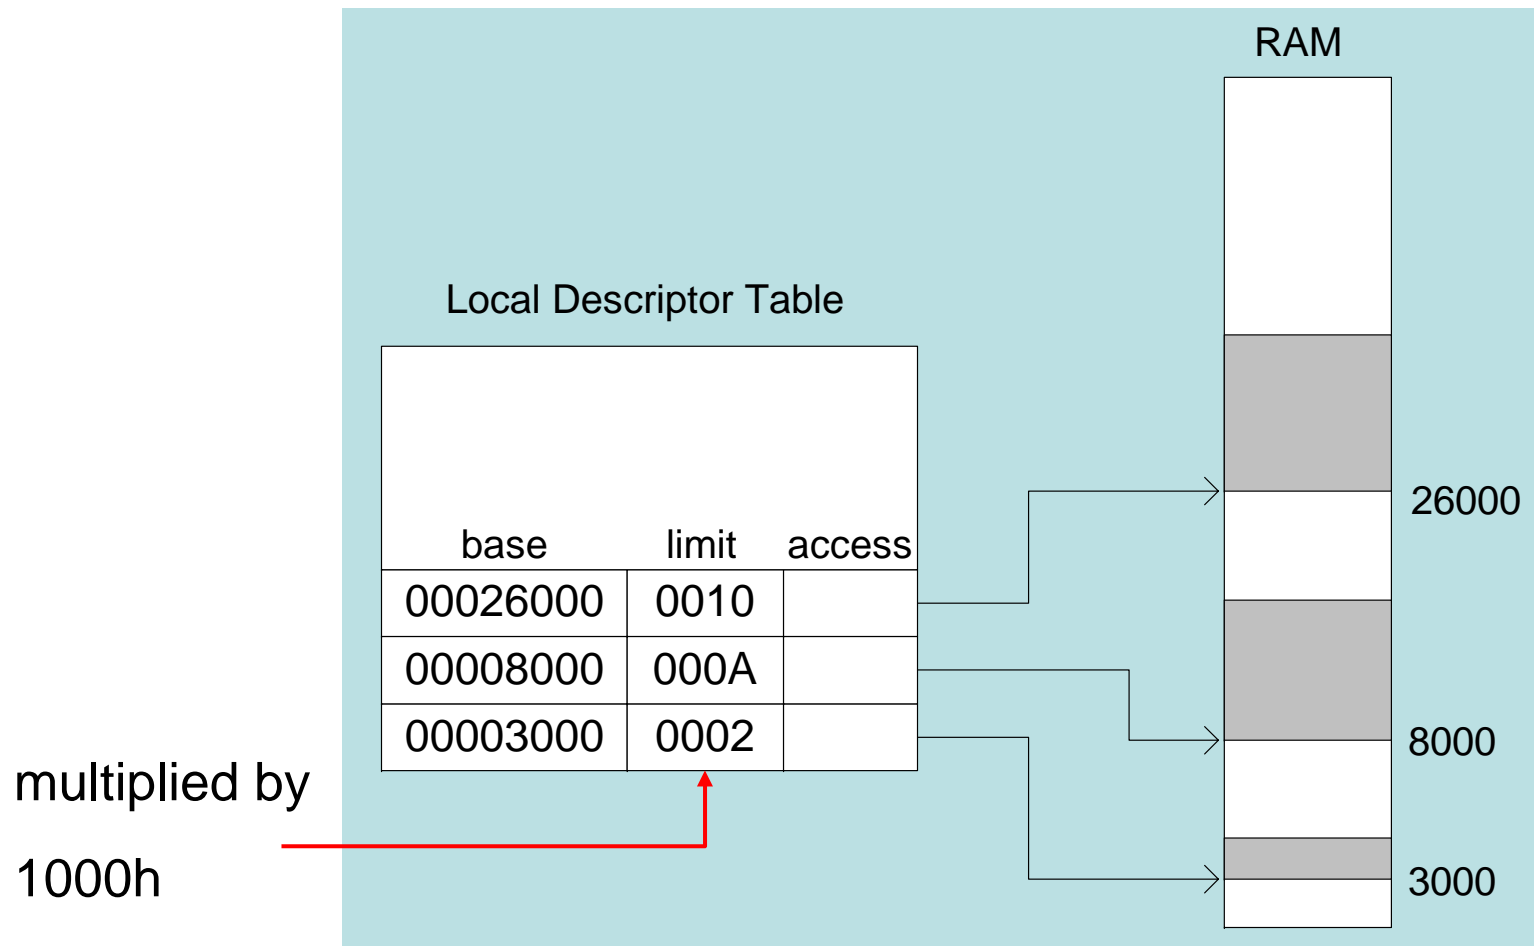 RAM
Local Descriptor Table
base limit access
00026000 0010
00008000 000A
00003000 0002
26000
8000
3000
multiplied by
1000h